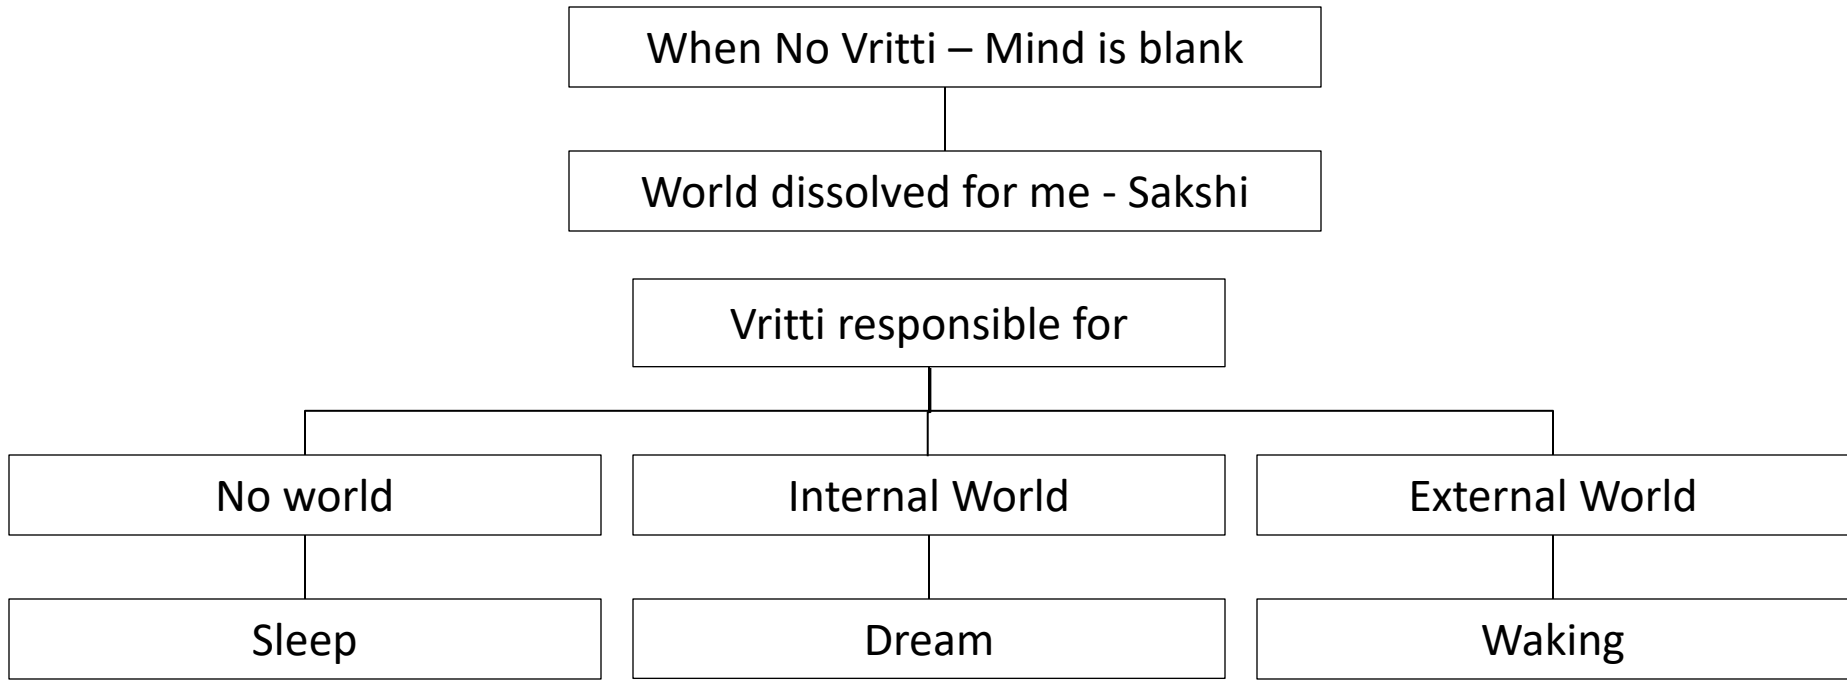 When No Vritti – Mind is blank
World dissolved for me - Sakshi
Vritti responsible for
No world
Internal World
External World
Sleep
Dream
Waking